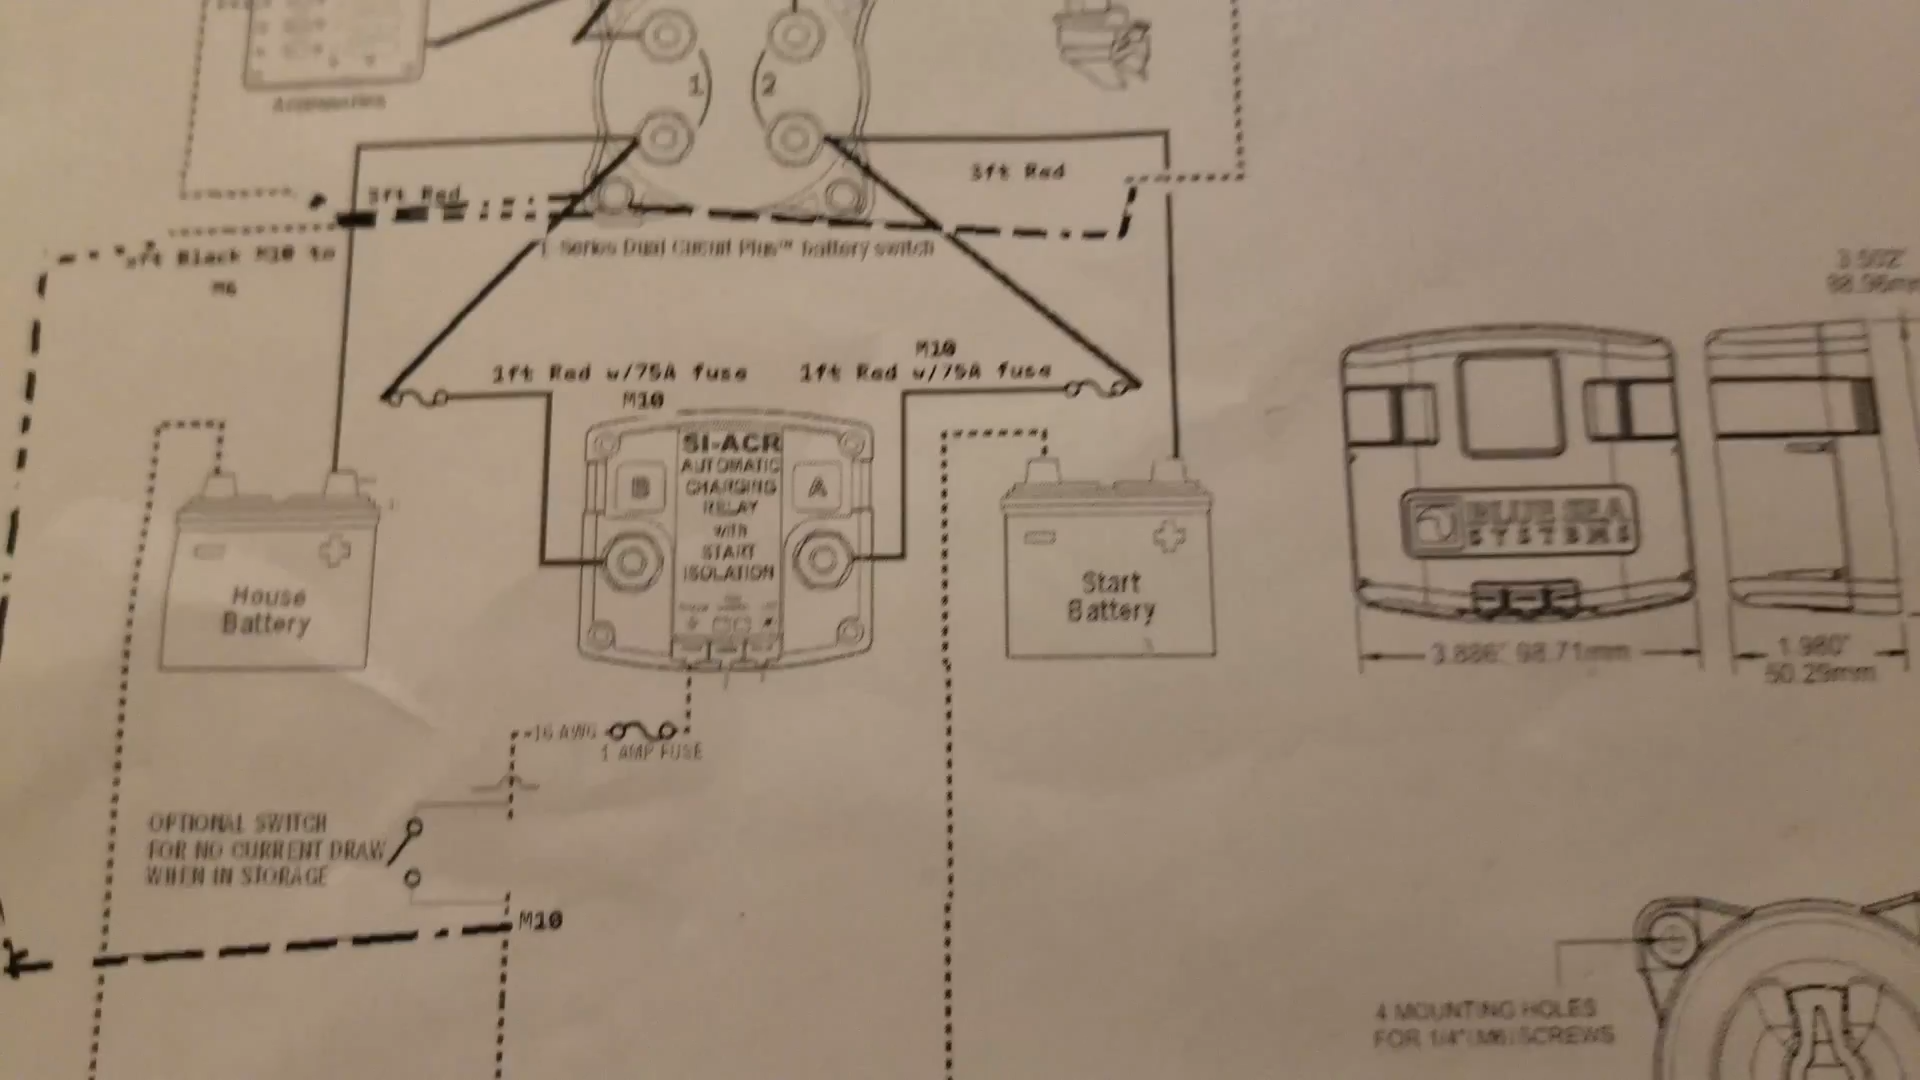 Accessories
1
2
3ft Red
3ft Red
Black M10 to
M6
Series Dual Circuit Plus™ battery switch
1ft Red w/75A fuse
M10
M10
1ft Red w/75A fuse
SI-ACR
AUTOMATIC
CHARGING
RELAY
WITH
START
ISOLATION
B
A
House
Battery
Start
Battery
16 AWG
1 AMP FUSE
OPTIONAL SWITCH
FOR NO CURRENT DRAW
WHEN IN STORAGE
M10
BLUE SEA
SYSTEMS
3.886" 98.71mm
1.980"
50.29mm
4 MOUNTING HOLES
FOR 1/4" (M6) SCREWS